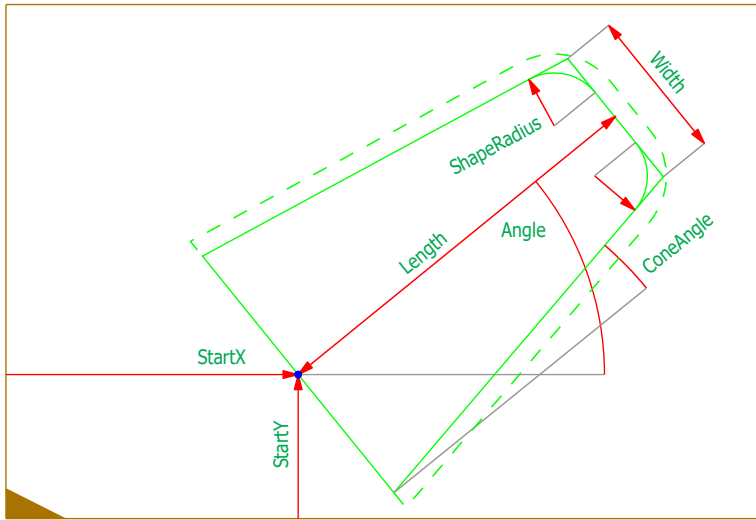 Width
ShapeRadius
Angle
ConeAngle
Length
StartX
StartY